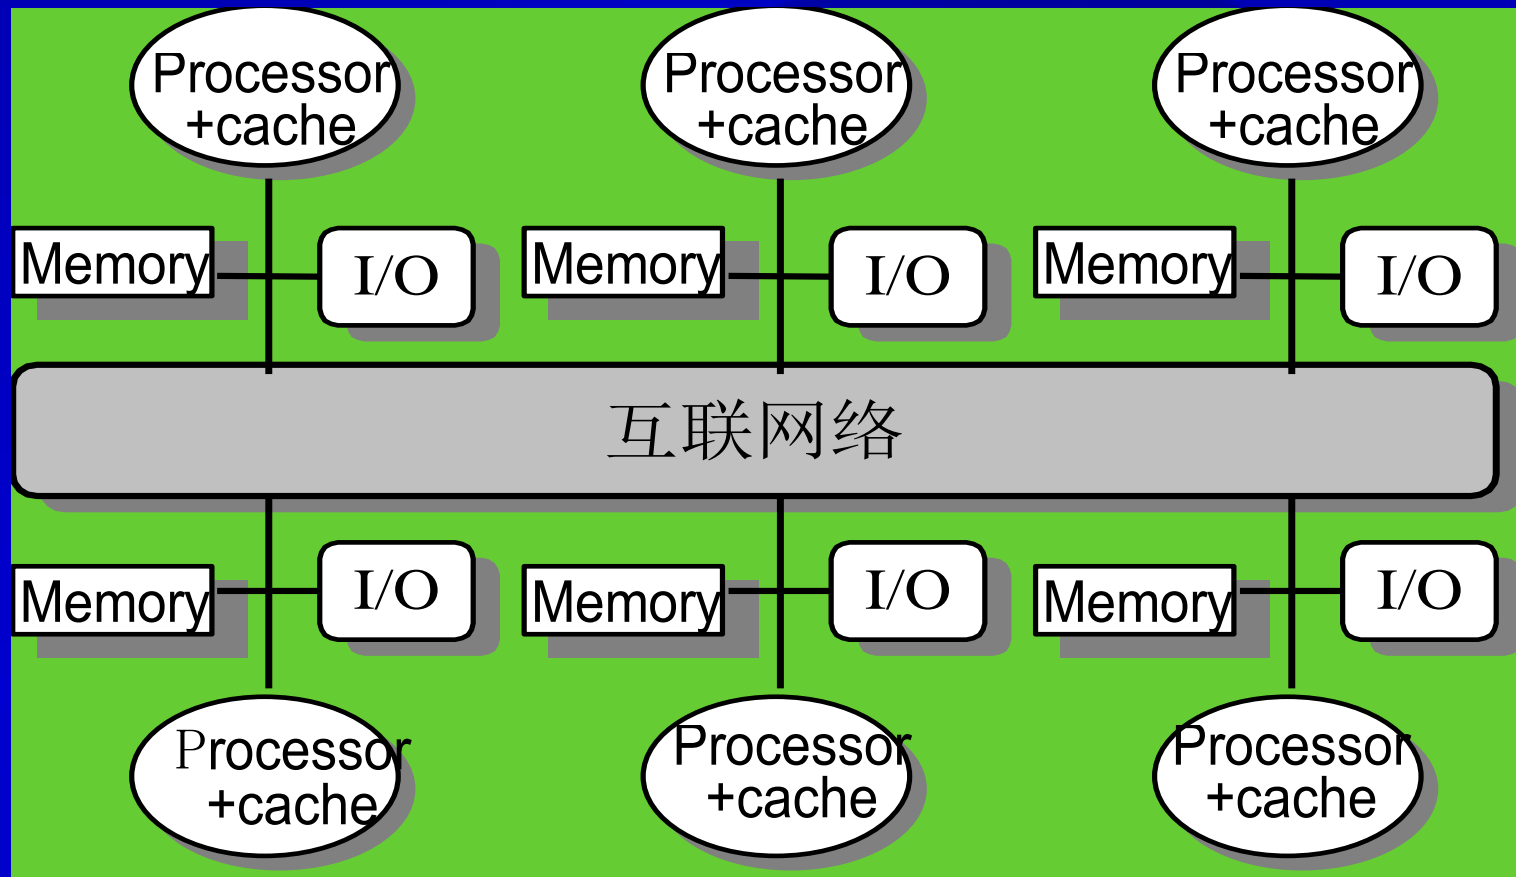 Processor
+cache
Processor
+cache
Processor
+cache
Memory
I/O
Memory
I/O
Memory
I/O
互联网络
Memory
I/O
Memory
I/O
Memory
I/O
Processor
+cache
Processor
+cache
Processor
+cache